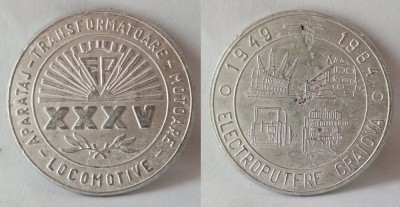 APARATAJ - TRANSFORMATOARE - MOTOARE - LOCOMOTIVE -
XXXV
1949 1984
ELECTROPUTERE CRAIOVA